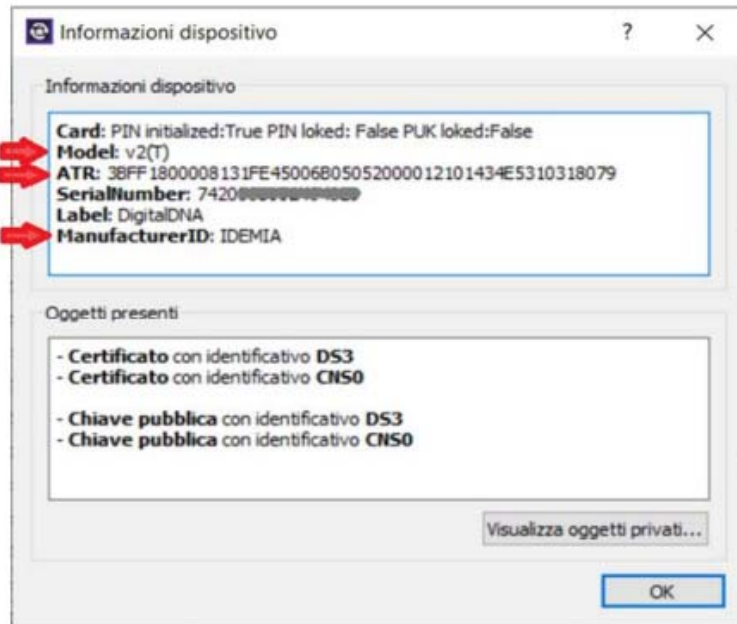 Informazioni dispositivo
?
Informazioni dispositivo
Card: PIN initialized:True PIN loked: False PUK loked:False
Model: v2(T)
ATR: 3BFF1800008131FE45006B05052000012101434E5310318079
SerialNumber: 7420
Label: DigitalDNA
ManufacturerID: IDEMIA
Oggetti presenti
- Certificato con identificativo DS3
- Certificato con identificativo CNS0
- Chiave pubblica con identificativo DS3
- Chiave pubblica con identificativo CNS0
Visualizza oggetti privati...
OK